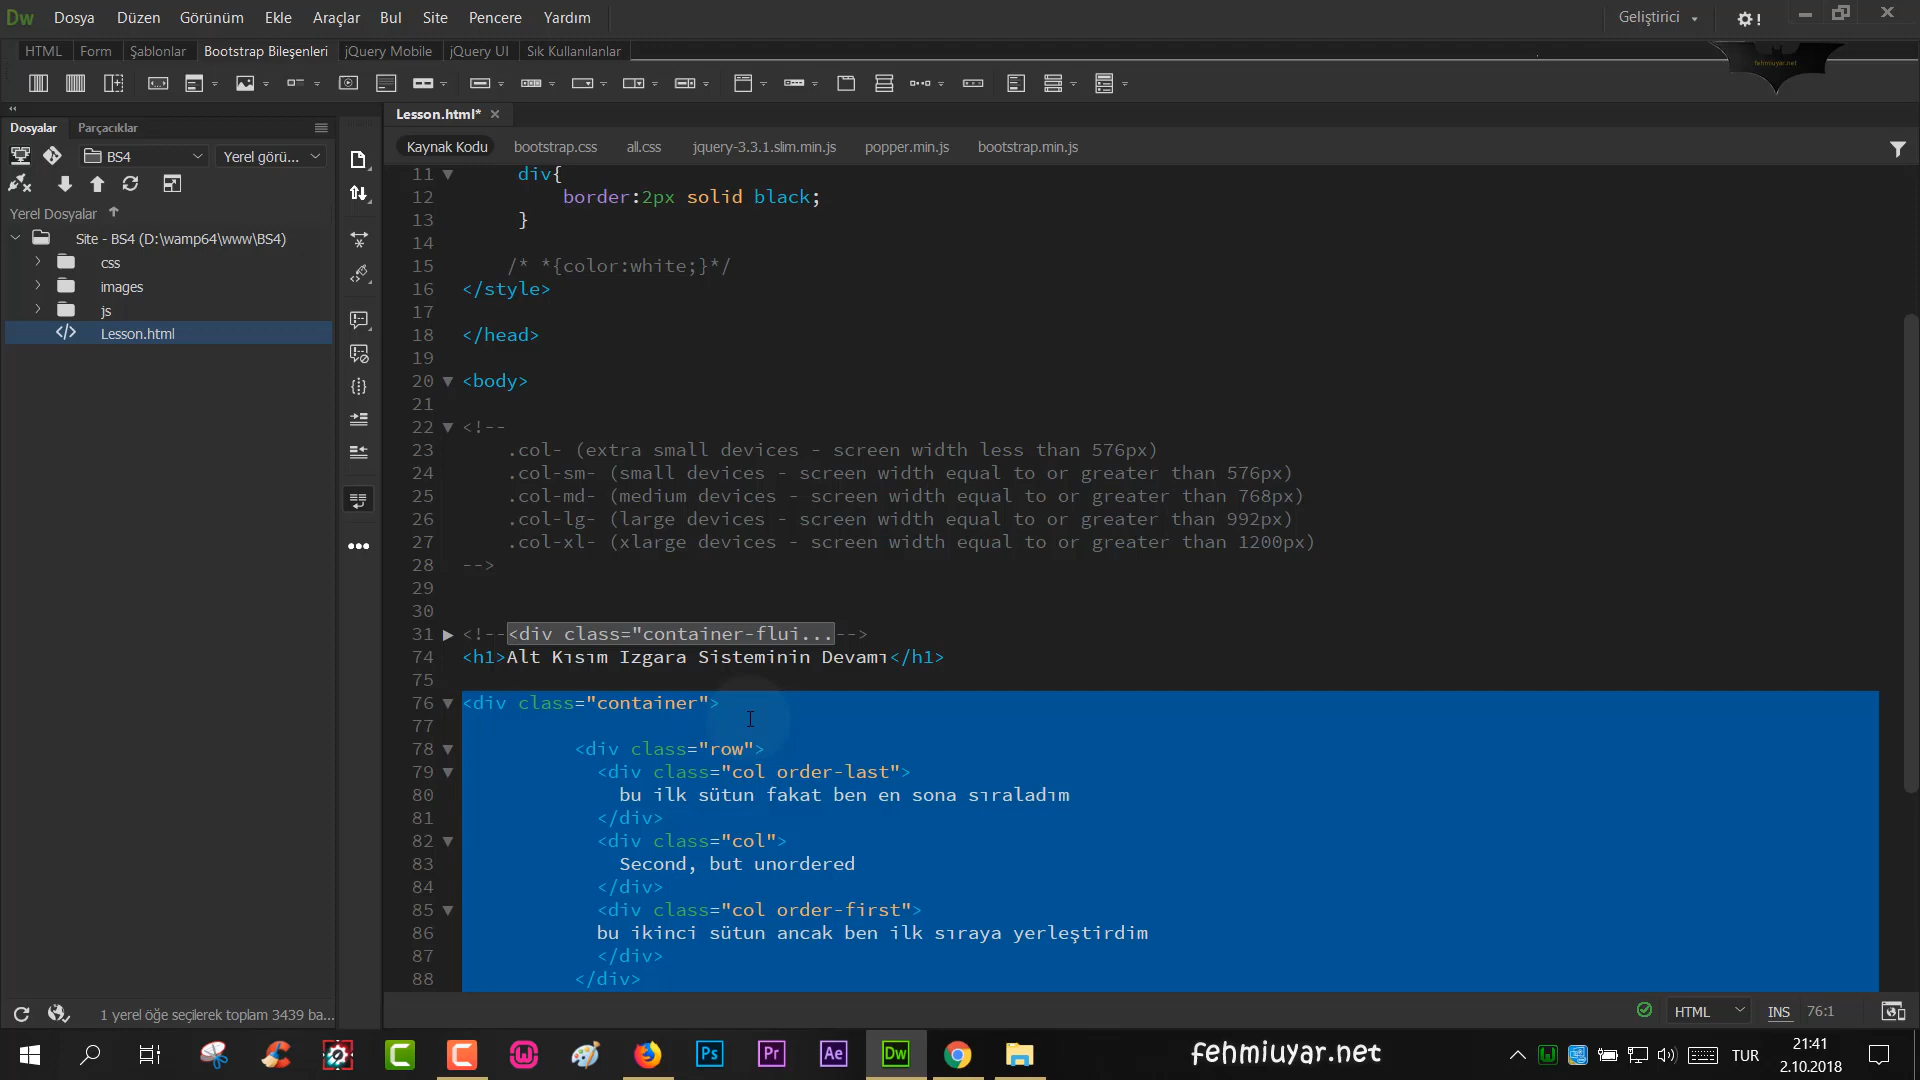 Dw Dosya Düzen Görünüm Ekle Araçlar Bul Site Pencere Yardım Geliştirici
HTML Form Şablonlar Bootstrap Bileşenleri jQuery Mobile jQuery UI Sık Kullanılanlar
fehmiuyar.net
Dosyalar Parçacıklar
Lesson.html*
BS4 Yerel görü...
Kaynak Kodu bootstrap.css all.css jquery-3.3.1.slim.min.js popper.min.js bootstrap.min.js
Yerel Dosyalar
Site - BS4 (D:\wamp64\www\BS4)
css
images
js
Lesson.html
11 div{
12 border:2px solid black;
13 }
14
15 /* *{color:white;}*/
16 </style>
17
18 </head>
19
20 <body>
21
22 <!--
23 .col- (extra small devices - screen width less than 576px)
24 .col-sm- (small devices - screen width equal to or greater than 576px)
25 .col-md- (medium devices - screen width equal to or greater than 768px)
26 .col-lg- (large devices - screen width equal to or greater than 992px)
27 .col-xl- (xlarge devices - screen width equal to or greater than 1200px)
28 -->
29
30
31 <!--<div class="container-flui...-->
74 <h1>Alt Kısım Izgara Sisteminin Devamı</h1>
75
76 <div class="container">
77
78 <div class="row">
79 <div class="col order-last">
80 bu ilk sütun fakat ben en sona sıraladım
81 </div>
82 <div class="col">
83 Second, but unordered
84 </div>
85 <div class="col order-first">
86 bu ikinci sütun ancak ben ilk sıraya yerleştirdim
87 </div>
88 </div>
1 yerel öğe seçilerek toplam 3439 ba...
HTML INS 76:1
Ps Pr Ae Dw
fehmiuyar.net
TUR
21:41
2.10.2018